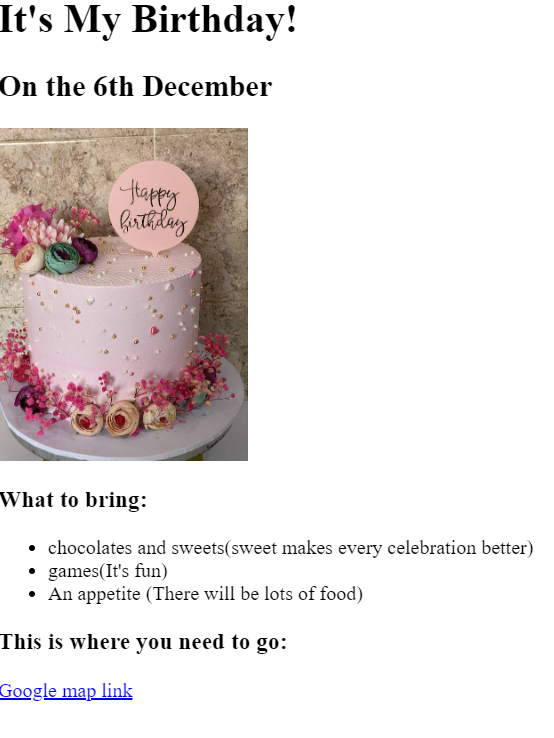 It's My Birthday!
On the 6th December
Happy
birthday
What to bring:
chocolates and sweets(sweet makes every celebration better)
games(It's fun)
An appetite (There will be lots of food)
This is where you need to go:
Google map link